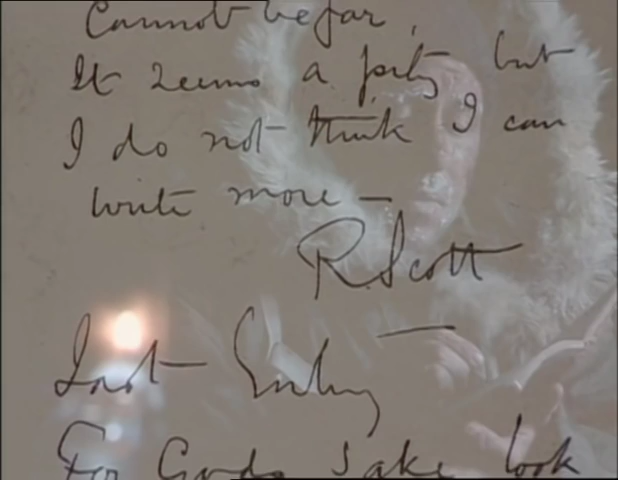 Cannot be far,
It seems a pity but
I do not think I can
write more —
R. Scott
Last Entry
For Gods sake look